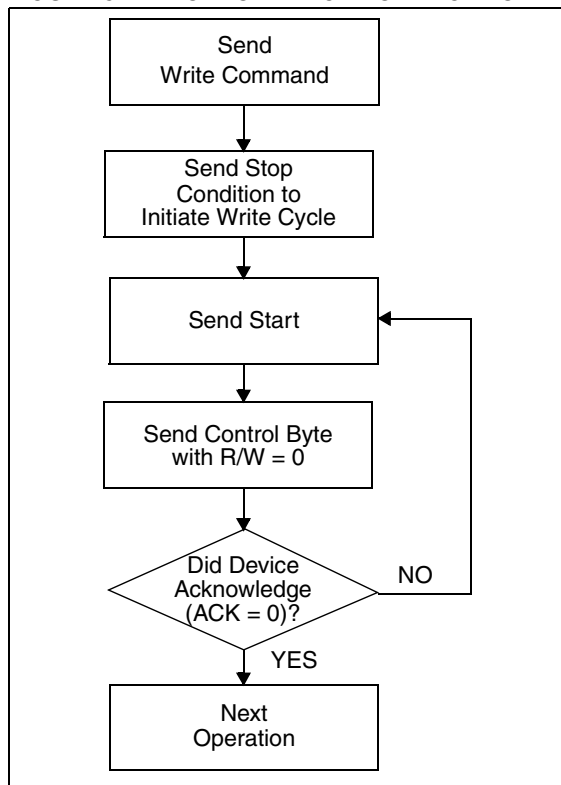 Send
Write Command
Send Stop
Condition to
Initiate Write Cycle
Send Start
Send Control Byte
with R/W = 0
Did Device
Acknowledge
(ACK = 0)?
NO
YES
Next
Operation